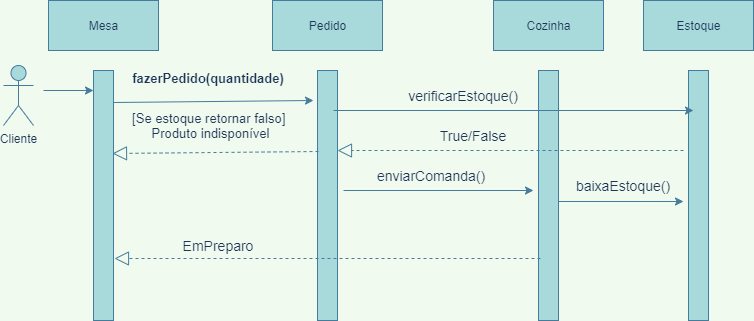 Mesa
Pedido
Cozinha
Estoque
Cliente
fazerPedido(quantidade)
verificarEstoque()
[Se estoque retornar falso]
Produto indisponível
True/False
enviarComanda()
baixaEstoque()
EmPreparo